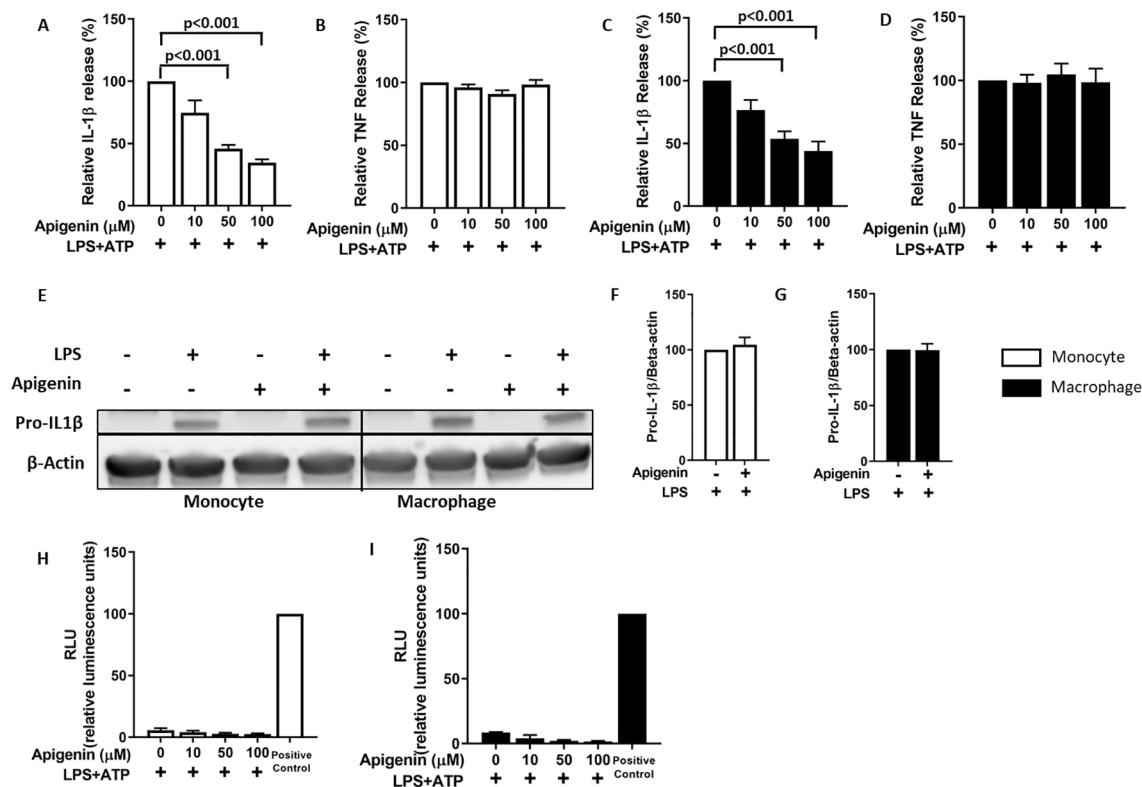 A
Relative IL-1β release (%)
150
100
50
0
p<0.001
p<0.001
0 10 50 100
Apigenin (μM)
LPS+ATP + + + +
B
Relative TNF Release (%)
150
100
50
0
0 10 50 100
Apigenin (μM)
LPS+ATP + + + +
C
Relative IL-1β Release (%)
150
100
50
0
p<0.001
p<0.001
0 10 50 100
Apigenin (μM)
LPS+ATP + + + +
D
Relative TNF Release (%)
150
100
50
0
0 10 50 100
Apigenin (μM)
LPS+ATP + + + +
E
LPS - + - + - + - +
Apigenin - - + + - - + +
Pro-IL1β
β-Actin
Monocyte Macrophage
F
Pro-IL-1β/Beta-actin
150
100
50
0
Apigenin - +
LPS + +
G
Pro-IL-1β/Beta-actin
150
100
50
0
Apigenin - +
LPS + +
Monocyte
Macrophage
H
RLU
(relative luminescence units)
150
100
50
0
Apigenin (μM) 0 10 50 100 Positive
Control
LPS+ATP + + + +
I
RLU
(relative luminescence units)
150
100
50
0
Apigenin (μM) 0 10 50 100 Positive
Control
LPS+ATP + + + +